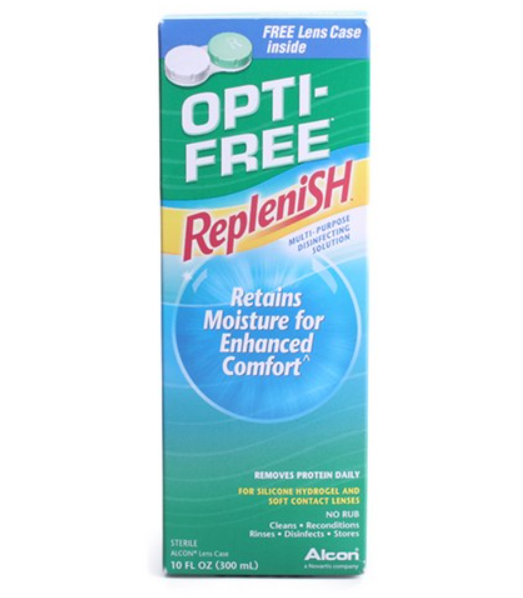 FREE Lens Case
inside
OPTI-
FREE
RepleniSH
MULTI-PURPOSE
DISINFECTING
SOLUTION
Retains
Moisture for
Enhanced
Comfort^
REMOVES PROTEIN DAILY
FOR SILICONE HYDROGEL AND
SOFT CONTACT LENSES
NO RUB
Cleans • Reconditions
Rinses • Disinfects • Stores
STERILE
ALCON® Lens Case
10 FL OZ (300 mL)
Alcon
a Novartis company